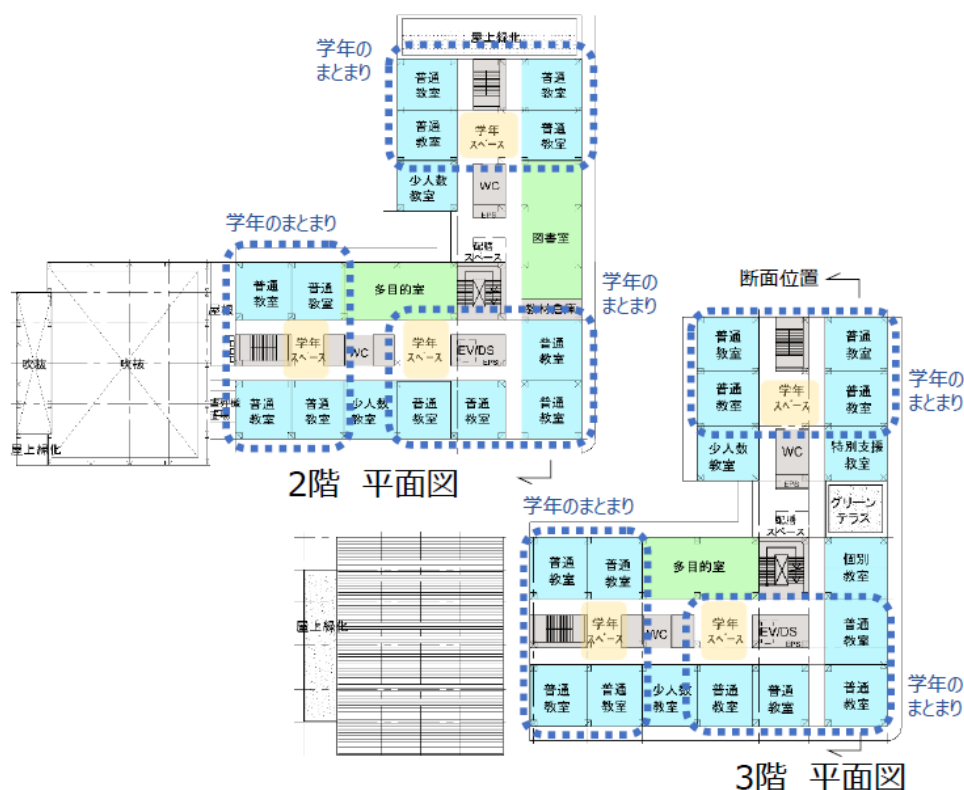 学年の
まとまり
屋上緑化
普通
教室
普通
教室
普通
教室
学年
スペース
普通
教室
少人数
教室
WC
EPS
図書室
配膳
スペース
学年のまとまり
普通
教室
普通
教室
多目的室
教材倉庫
学年の
まとまり
吹抜
吹抜
学年
スペース
WC
学年
スペース
EV/DS
EPS
普通
教室
普通
教室
普通
教室
少人数
教室
普通
教室
普通
教室
普通
教室
屋上緑化
2階 平面図
断面位置
普通
教室
普通
教室
普通
教室
学年
スペース
普通
教室
学年の
まとまり
少人数
教室
WC
EPS
特別支援
教室
グリーン
テラス
配膳
スペース
学年のまとまり
普通
教室
普通
教室
多目的室
個別
教室
屋上緑化
学年
スペース
WC
学年
スペース
EV/DS
EPS
普通
教室
普通
教室
普通
教室
少人数
教室
普通
教室
普通
教室
普通
教室
学年の
まとまり
3階 平面図